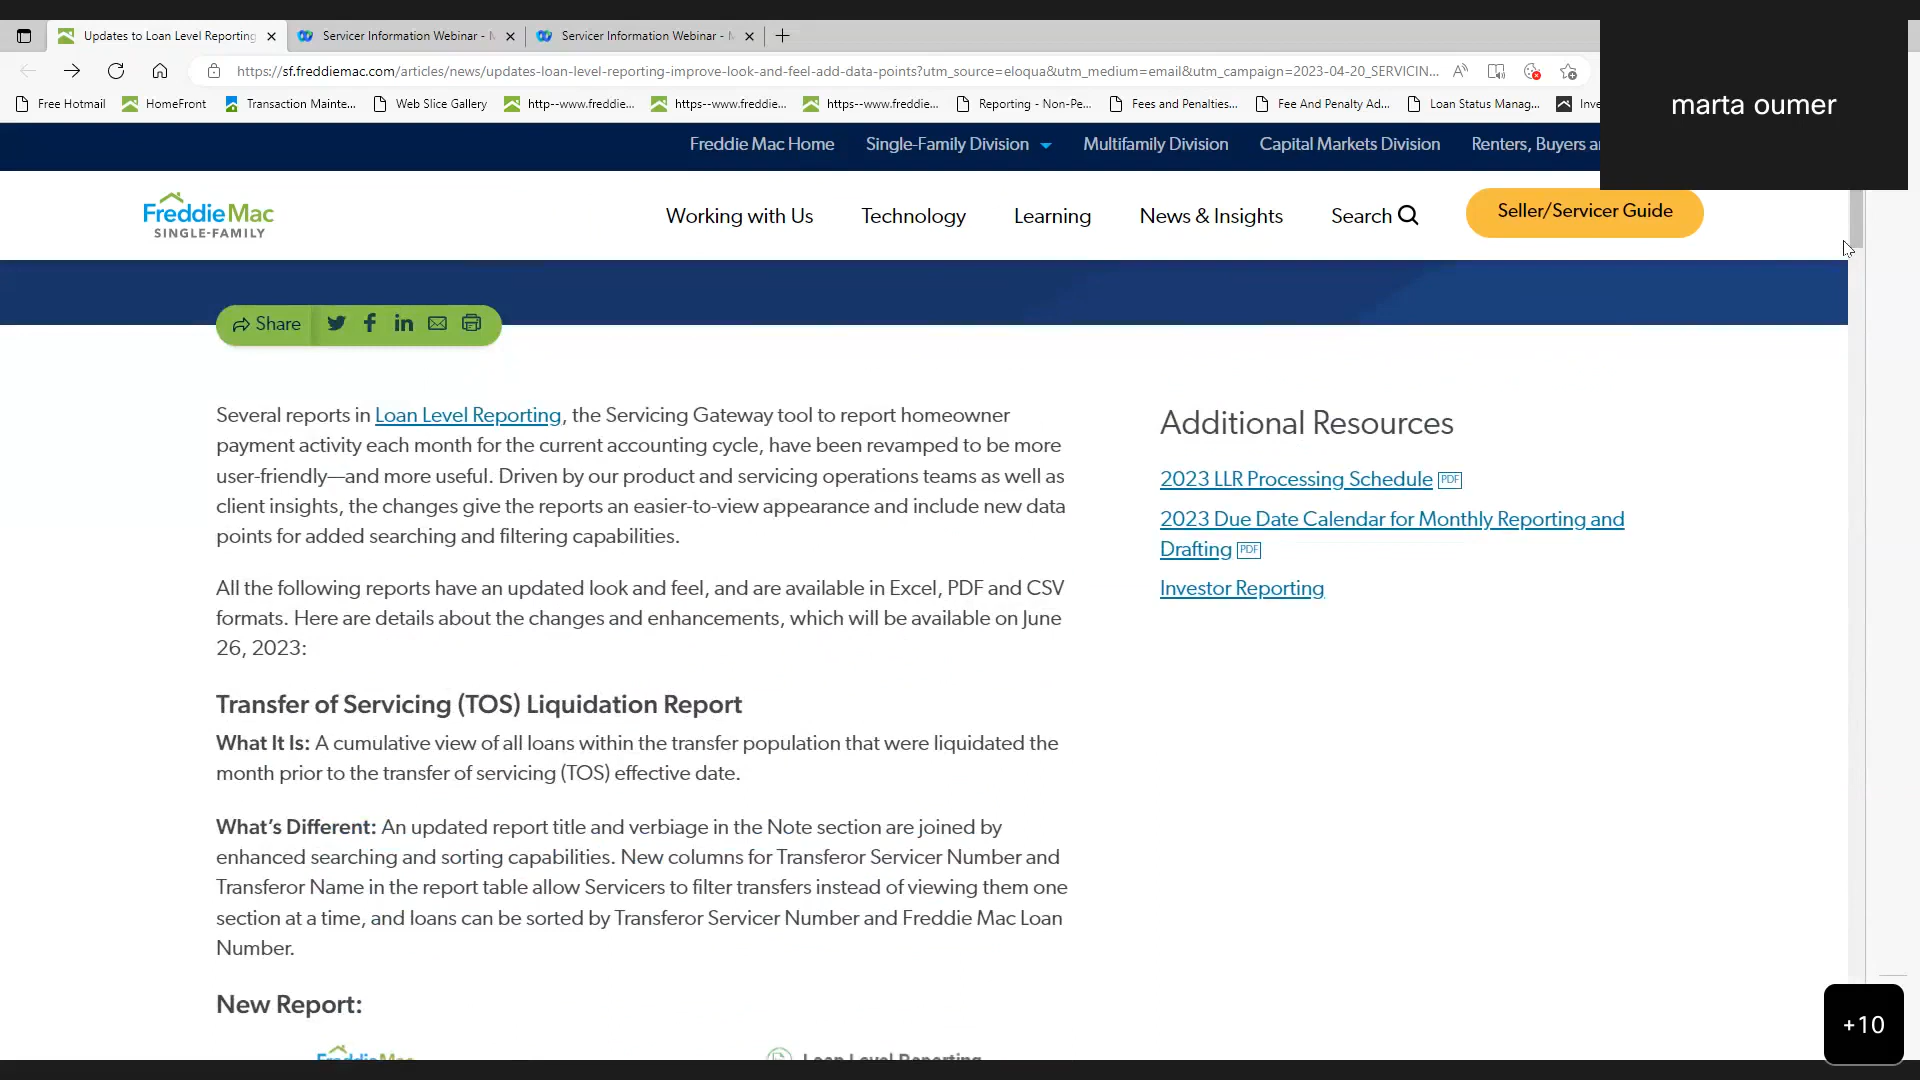 Updates to Loan Level Reporting
Servicer Information Webinar -
Servicer Information Webinar -
https://sf.freddiemac.com/articles/news/updates-loan-level-reporting-improve-look-and-feel-add-data-points?utm_source=eloqua&utm_medium=email&utm_campaign=2023-04-20_SERVICIN...
Free Hotmail
HomeFront
Transaction Mainte...
Web Slice Gallery
http--www.freddie...
https--www.freddie...
https--www.freddie...
Reporting - Non-Pe...
Fees and Penalties...
Fee And Penalty Ad...
Loan Status Manag...
Inve
marta oumer
Freddie Mac Home
Single-Family Division
Multifamily Division
Capital Markets Division
Renters, Buyers a
FreddieMac
SINGLE-FAMILY
Working with Us
Technology
Learning
News & Insights
Search
Seller/Servicer Guide
Share
Several reports in Loan Level Reporting, the Servicing Gateway tool to report homeowner
payment activity each month for the current accounting cycle, have been revamped to be more
user-friendly—and more useful. Driven by our product and servicing operations teams as well as
client insights, the changes give the reports an easier-to-view appearance and include new data
points for added searching and filtering capabilities.
All the following reports have an updated look and feel, and are available in Excel, PDF and CSV
formats. Here are details about the changes and enhancements, which will be available on June
26, 2023:
Transfer of Servicing (TOS) Liquidation Report
What It Is: A cumulative view of all loans within the transfer population that were liquidated the
month prior to the transfer of servicing (TOS) effective date.
What's Different: An updated report title and verbiage in the Note section are joined by
enhanced searching and sorting capabilities. New columns for Transferor Servicer Number and
Transferor Name in the report table allow Servicers to filter transfers instead of viewing them one
section at a time, and loans can be sorted by Transferor Servicer Number and Freddie Mac Loan
Number.
New Report:
FreddieMac
Loan Level Reporting
Additional Resources
2023 LLR Processing Schedule PDF
2023 Due Date Calendar for Monthly Reporting and
Drafting PDF
Investor Reporting
+10